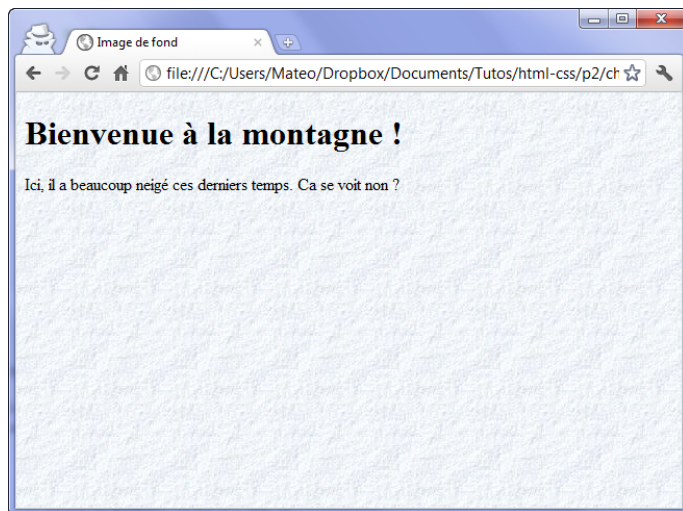 Image de fond
file:///C:/Users/Mateo/Dropbox/Documents/Tutos/html-css/p2/ch
Bienvenue à la montagne !
Ici, il a beaucoup neigé ces derniers temps. Ca se voit non ?